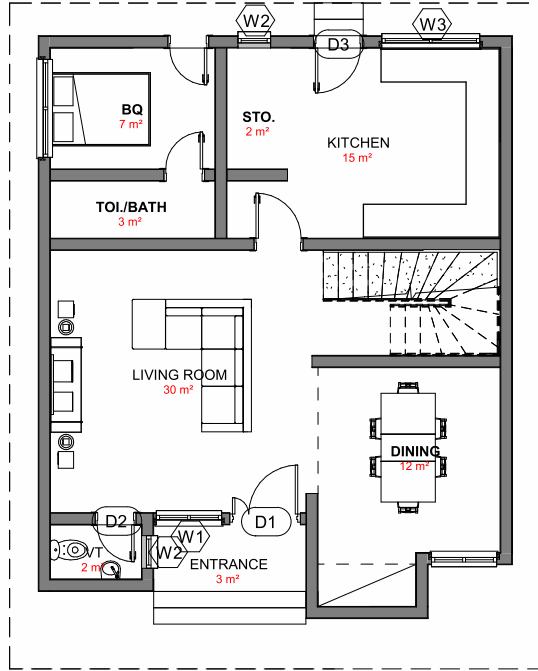 W2
W3
D3
BQ
7 m²
STO.
2 m²
KITCHEN
15 m²
TOI./BATH
3 m²
LIVING ROOM
30 m²
DINING
12 m²
D2
D1
W1
W2
VT
2 m²
ENTRANCE
3 m²